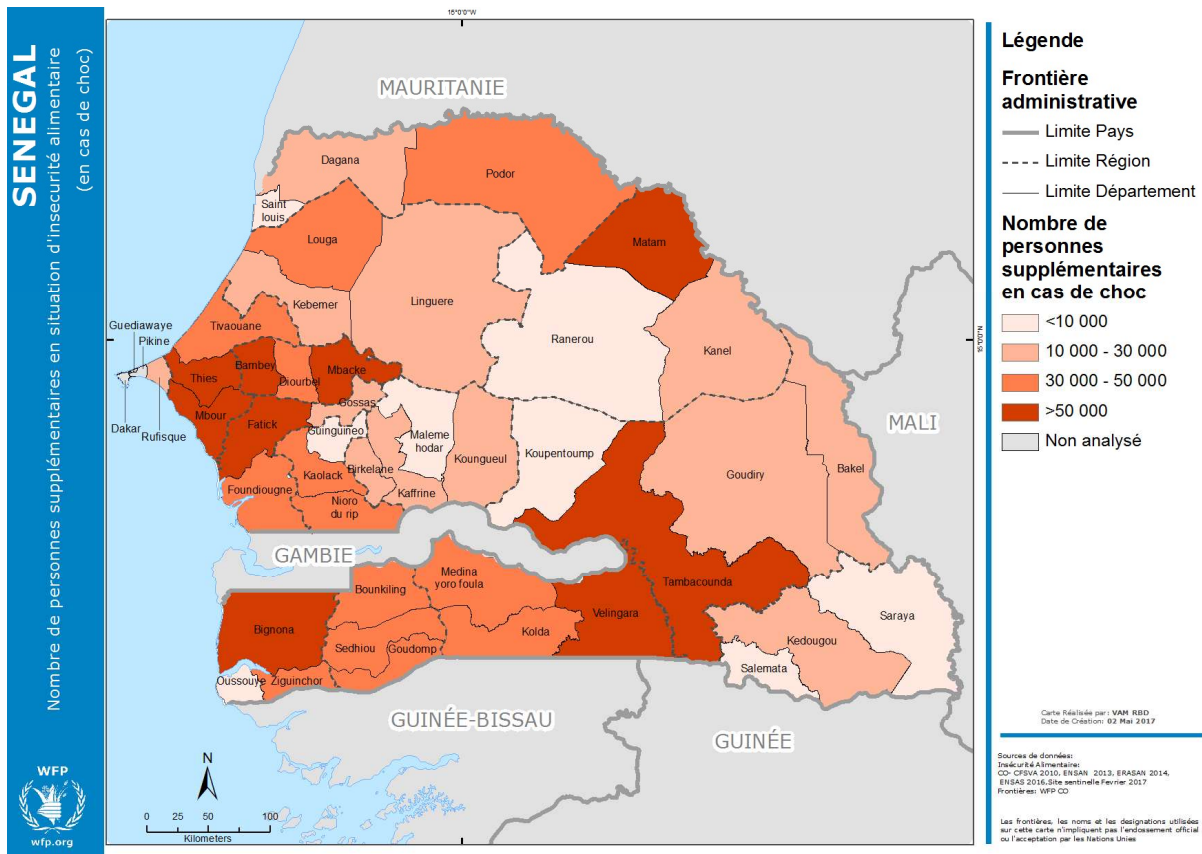 SENEGAL
Nombre de personnes supplémentaires en situation d'insecurité alimentaire
(en cas de choc)
WFP
wfp.org
15°0'0"W
15°0'0"N
MAURITANIE
Dagana
Podor
Saint
louis
Louga
Matam
Linguere
Kebemer
Ranerou
Kanel
Tivaouane
Guediawaye
Pikine
Thies
Bambey
Diourbel
Mbacke
Gossas
Mbour
Dakar
Rufisque
Fatick
Guinguineo
Maleme
hodar
Koungueul
Koupentoump
MALI
Birkelane
Kaolack
Kaffrine
Foundiougne
Nioro
du rip
Goudiry
Bakel
GAMBIE
Medina
yoro foula
Bounkiling
Tambacounda
Velingara
Saraya
Bignona
Kolda
Sedhiou
Goudomp
Kedougou
Salemata
Oussouye
Ziguinchor
GUINÉE-BISSAU
GUINÉE
N
0 25 50 100
Kilometers
Légende
Frontière
administrative
Limite Pays
Limite Région
Limite Département
Nombre de
personnes
supplémentaires
en cas de choc
<10 000
10 000 - 30 000
30 000 - 50 000
>50 000
Non analysé
Carte Réalisée par: VAM RBD
Date de Création: 02 Mai 2017
Sources de données:
Insécurité Alimentaire:
CO- CFSVA 2010, ENSAN 2013, ERASAN 2014,
ENSAS 2016,Site sentinelle Fevrier 2017
Frontières: WFP CO
Les frontières, les noms et les designations utilisées
sur cette carte n'impliquent pas l'endossement official
ou l'acceptation par les Nations Unies